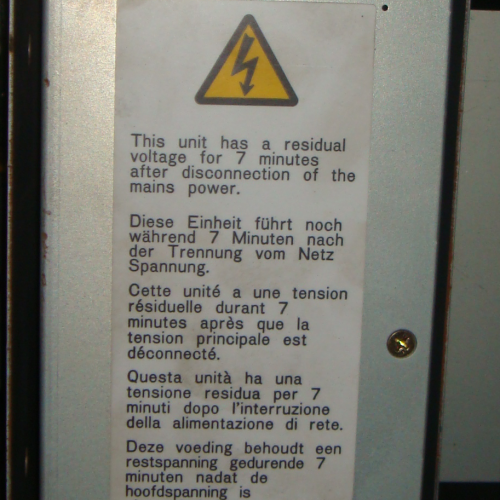 This unit has a residual
voltage for 7 minutes
after disconnection of the
mains power.
Diese Einheit führt noch
während 7 Minuten nach
der Trennung vom Netz
Spannung.
Cette unité a une tension
résiduelle durant 7
minutes après que la
tension principale est
déconnecté.
Questa unità ha una
tensione residua per 7
minuti dopo l'interruzione
della alimentazione di rete.
Deze voeding behoudt een
restspanning gedurende 7
minuten nadat de
hoofdspanning is